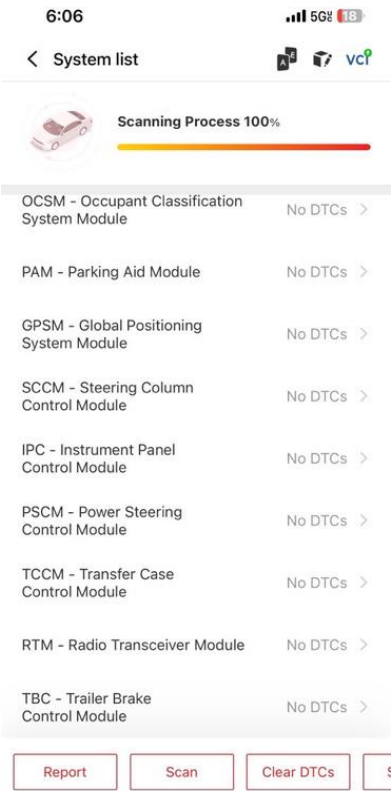 6:06
5G
18
System list
A
E
vci
Scanning Process 100%
OCSM - Occupant Classification
System Module
No DTCs
PAM - Parking Aid Module
No DTCs
GPSM - Global Positioning
System Module
No DTCs
SCCM - Steering Column
Control Module
No DTCs
IPC - Instrument Panel
Control Module
No DTCs
PSCM - Power Steering
Control Module
No DTCs
TCCM - Transfer Case
Control Module
No DTCs
RTM - Radio Transceiver Module
No DTCs
TBC - Trailer Brake
Control Module
No DTCs
Report
Scan
Clear DTCs